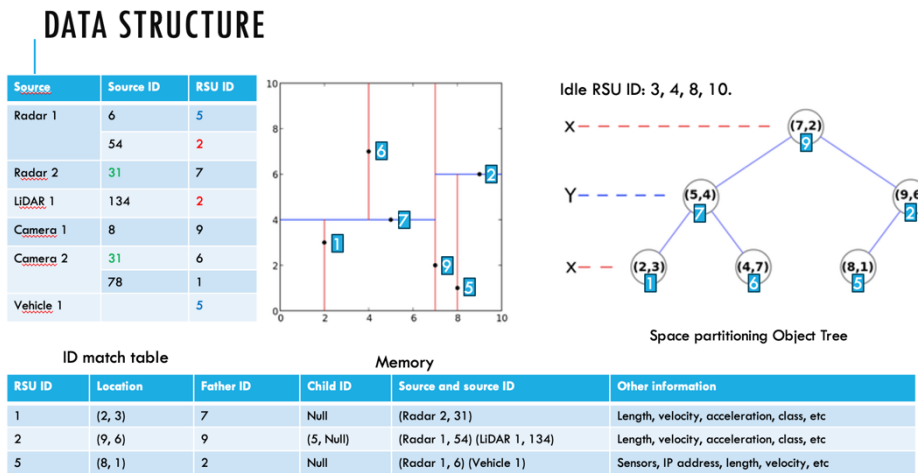 DATA STRUCTURE
Source Source ID RSU ID
Radar 1 6 5
54 2
Radar 2 31 7
LiDAR 1 134 2
Camera 1 8 9
Camera 2 31 6
78 1
Vehicle 1 5
ID match table
10
8
6
4
2
0
0 2 4 6 8 10
6
2
7
1
9
5
Memory
Idle RSU ID: 3, 4, 8, 10.
X (7,2)
9
Y (5,4) (9,6
7 2
X (2,3) (4,7) (8,1)
1 6 5
Space partitioning Object Tree
RSU ID Location Father ID Child ID Source and source ID Other information
1 (2, 3) 7 Null (Radar 2, 31) Length, velocity, acceleration, class, etc
2 (9, 6) 9 (5, Null) (Radar 1, 54) (LiDAR 1, 134) Length, velocity, acceleration, class, etc
5 (8, 1) 2 Null (Radar 1, 6) (Vehicle 1) Sensors, IP address, length, velocity, etc